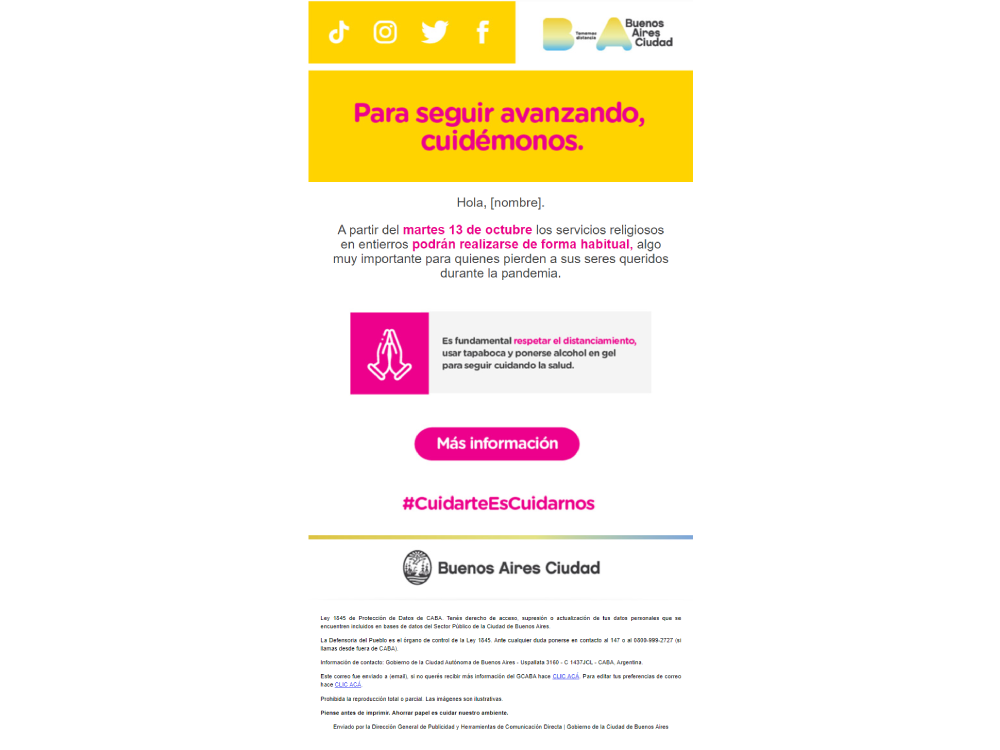 Tomemos
distancia
Buenos
Aires
Ciudad
Para seguir avanzando,
cuidémonos.
Hola, [nombre].
A partir del martes 13 de octubre los servicios religiosos
en entierros podrán realizarse de forma habitual, algo
muy importante para quienes pierden a sus seres queridos
durante la pandemia.
Es fundamental respetar el distanciamiento,
usar tapaboca y ponerse alcohol en gel
para seguir cuidando la salud.
Más información
#CuidarteEsCuidarnos
Buenos Aires Ciudad
Ley 1845 de Protección de Datos de CABA. Tenés derecho de acceso, supresión o actualización de tus datos personales que se
encuentren incluidos en bases de datos del Sector Público de la Ciudad de Buenos Aires.
La Defensoría del Pueblo es el órgano de control de la Ley 1845. Ante cualquier duda ponerse en contacto al 147 o al 0800-999-2727 (si
llamas desde fuera de CABA).
Información de contacto: Gobierno de la Ciudad Autónoma de Buenos Aires - Uspallata 3160 - C 1437JCL - CABA, Argentina.
Este correo fue enviado a (email), si no querés recibir más información del GCABA hace CLIC ACÁ. Para editar tus preferencias de correo
hace CLIC ACÁ.
Prohibida la reproducción total o parcial. Las imágenes son ilustrativas.
Piense antes de imprimir. Ahorrar papel es cuidar nuestro ambiente.
Enviado por la Dirección General de Publicidad y Herramientas de Comunicación Directa | Gobierno de la Ciudad de Buenos Aires